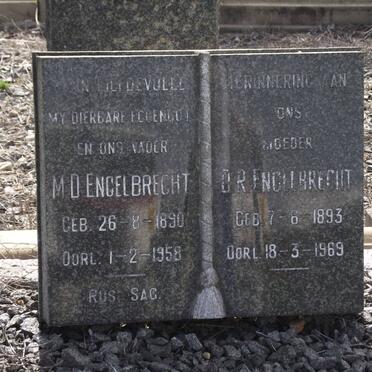 IN LIEFDEVOLLE
MY DIERBARE EGGENOOT
EN ONS VADER
M.D. ENGELBRECHT
GEB. 26-8-1890
OORL. 1-2-1958
RUS SAG.
HERINNERING AAN
ONS
MOEDER
D.R. ENGELBRECHT
GEB. 7-6-1893
OORL. 18-3-1969